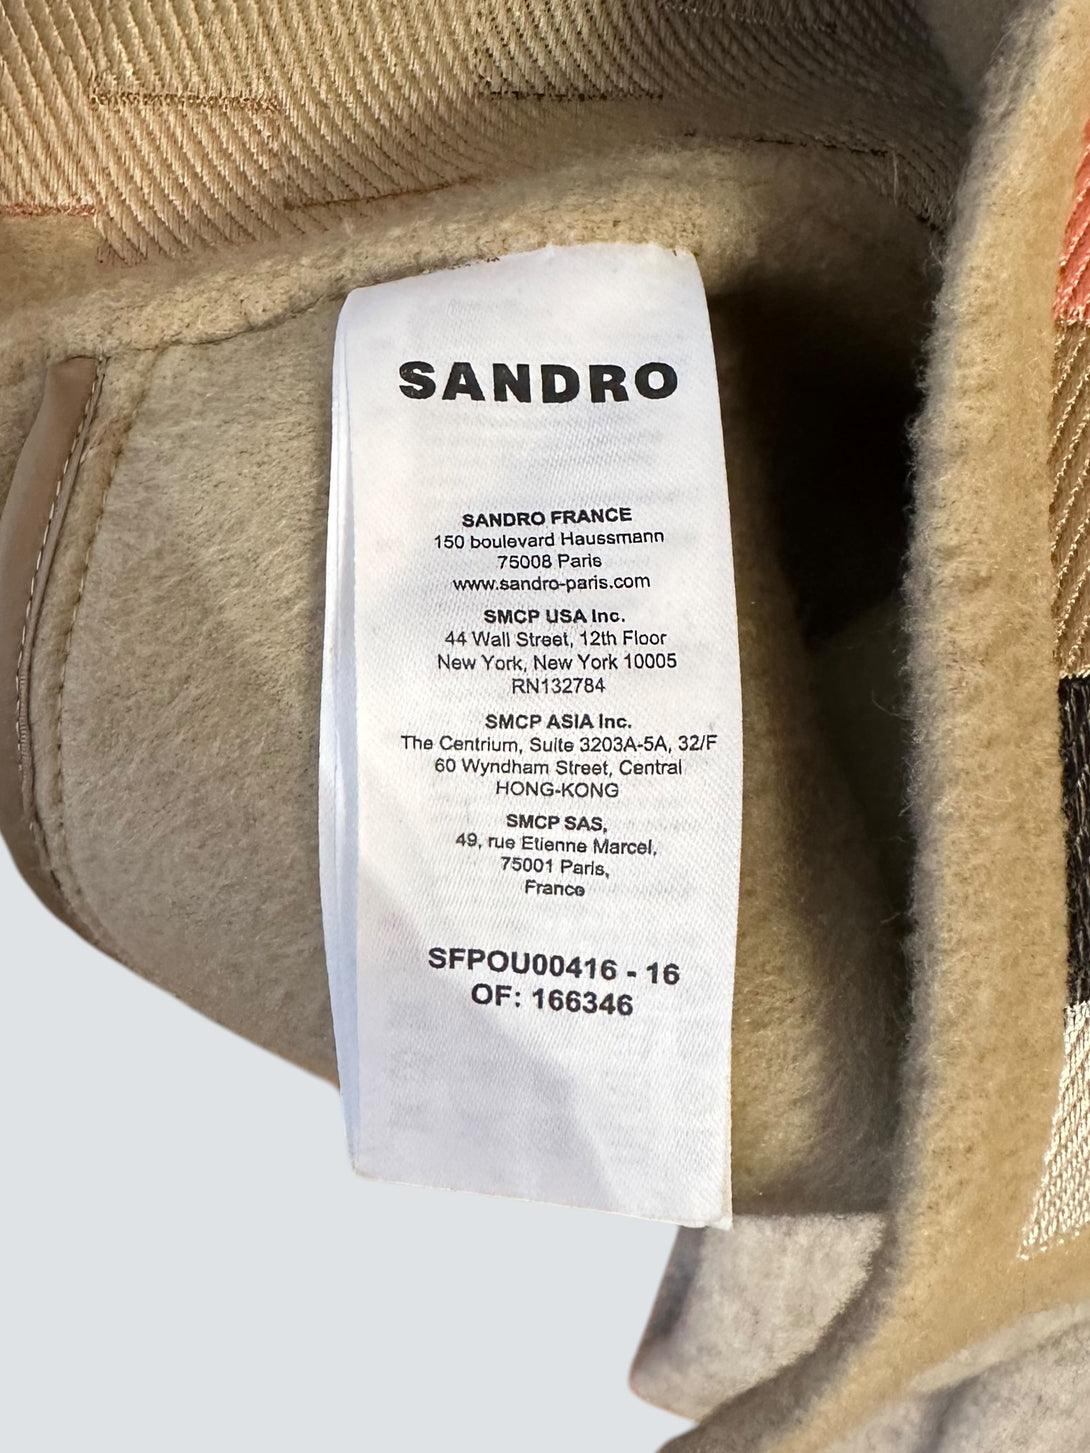 SANDRO
SANDRO FRANCE
150 boulevard Haussmann
75008 Paris
www.sandro-paris.com
SMCP USA Inc.
44 Wall Street, 12th Floor
New York, New York 10005
RN132784
SMCP ASIA Inc.
The Centrium, Suite 3203A-5A, 32/F
60 Wyndham Street, Central
HONG-KONG
SMCP SAS,
49, rue Etienne Marcel,
75001 Paris,
France
SFPOU00416 - 16
OF: 166346